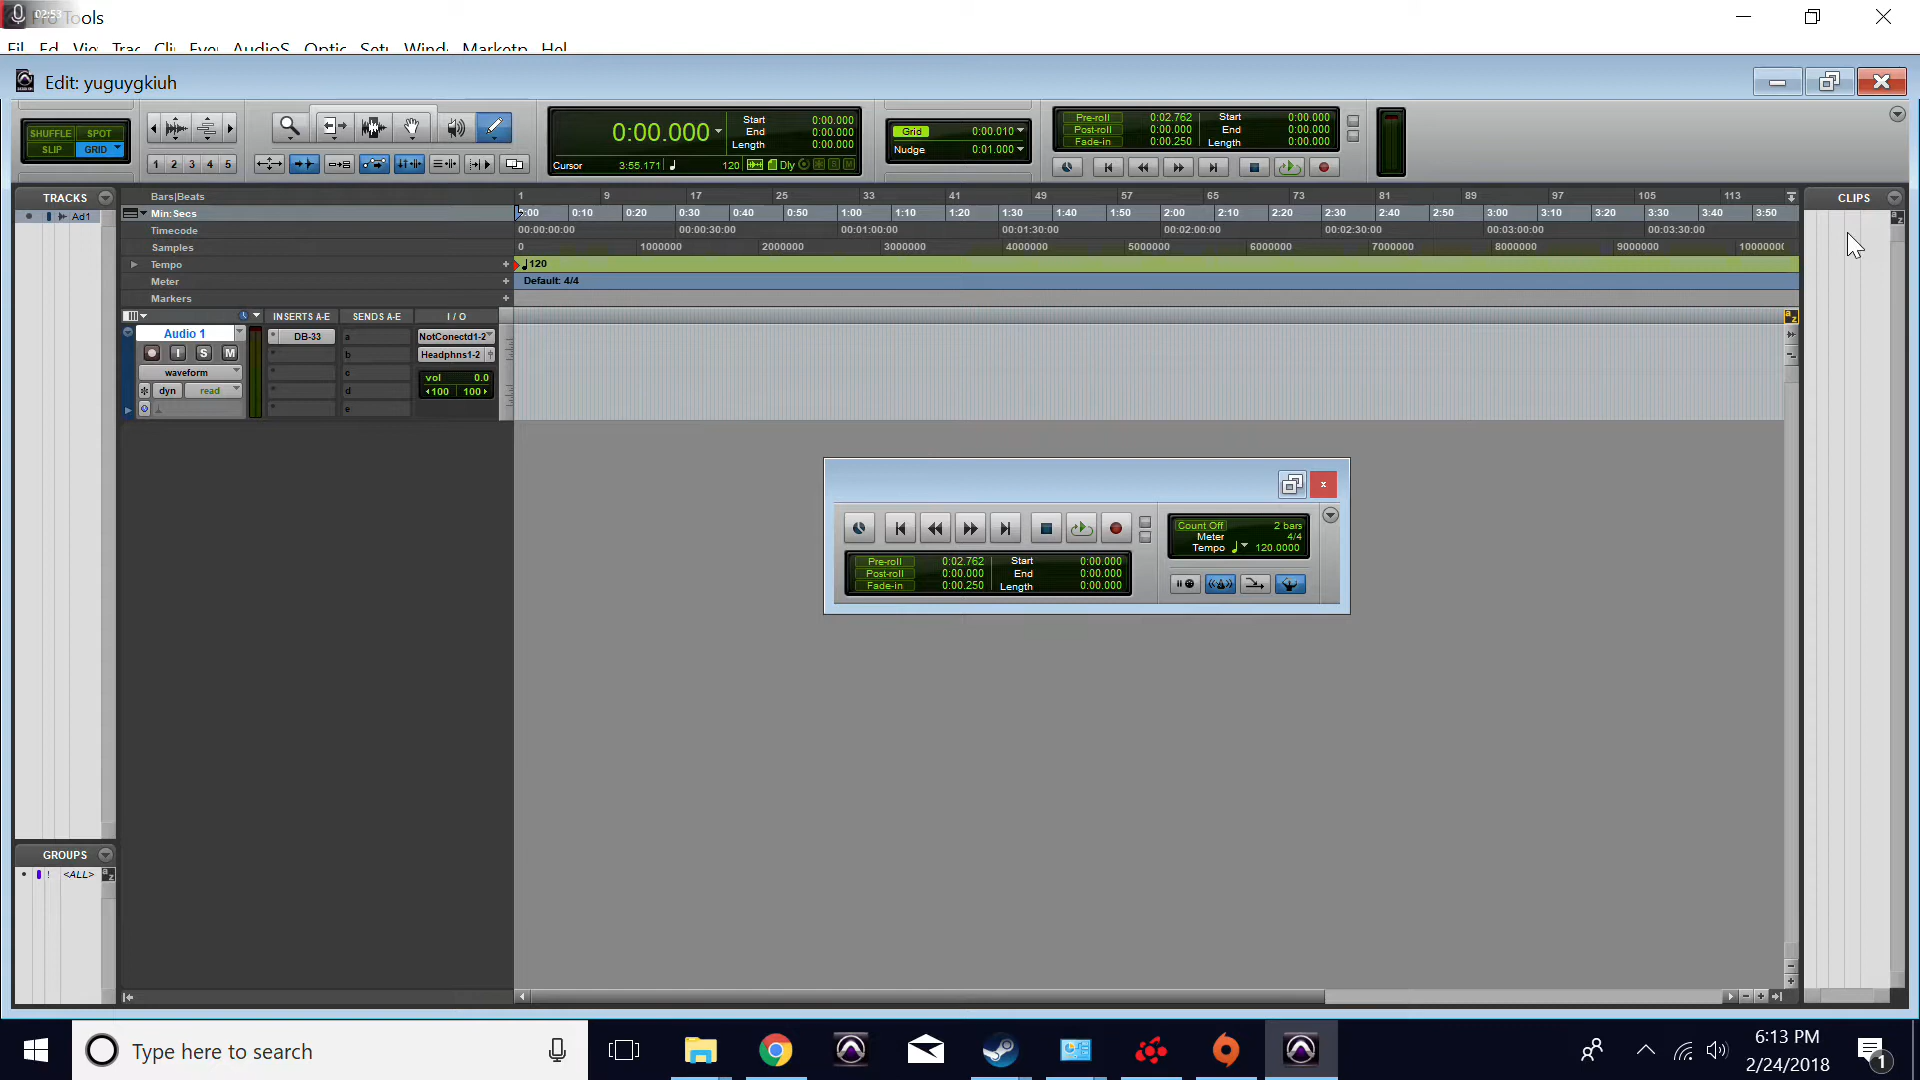 02:53
Pro Tools
Fil Ed Vie Trac Cli Eve AudioS Optic Setu Wind Marketp Hel
Edit: yuguygkiuh
SHUFFLE SPOT
SLIP GRID
1 2 3 4 5
0:00.000
Start 0:00.000
End 0:00.000
Length 0:00.000
Cursor 3:55.171 120 Dly S M
Grid 0:00.010
Nudge 0:01.000
Pre-roll 0:02.762 Start 0:00.000
Post-roll 0:00.000 End 0:00.000
Fade-in 0:00.250 Length 0:00.000
TRACKS
Ad1
Bars|Beats 1 9 17 25 33 41 49 57 65 73 81 89 97 105 113
Min:Secs 0:00 0:10 0:20 0:30 0:40 0:50 1:00 1:10 1:20 1:30 1:40 1:50 2:00 2:10 2:20 2:30 2:40 2:50 3:00 3:10 3:20 3:30 3:40 3:50
Timecode 00:00:00:00 00:00:30:00 00:01:00:00 00:01:30:00 00:02:00:00 00:02:30:00 00:03:00:00 00:03:30:00
Samples 0 1000000 2000000 3000000 4000000 5000000 6000000 7000000 8000000 9000000 10000000
Tempo + 120
Meter + Default: 4/4
Markers +
INSERTS A-E SENDS A-E I / O
Audio 1
I S M
waveform
dyn read
DB-33
a
b
c
d
e
NotConectd1-2
Headphns1-2
vol 0.0
100 100
CLIPS
a z
x
Count Off 2 bars
Meter 4/4
Tempo 120.0000
Pre-roll 0:02.762 Start 0:00.000
Post-roll 0:00.000 End 0:00.000
Fade-in 0:00.250 Length 0:00.000
GROUPS
! <ALL> a z
Type here to search
6:13 PM
2/24/2018
1